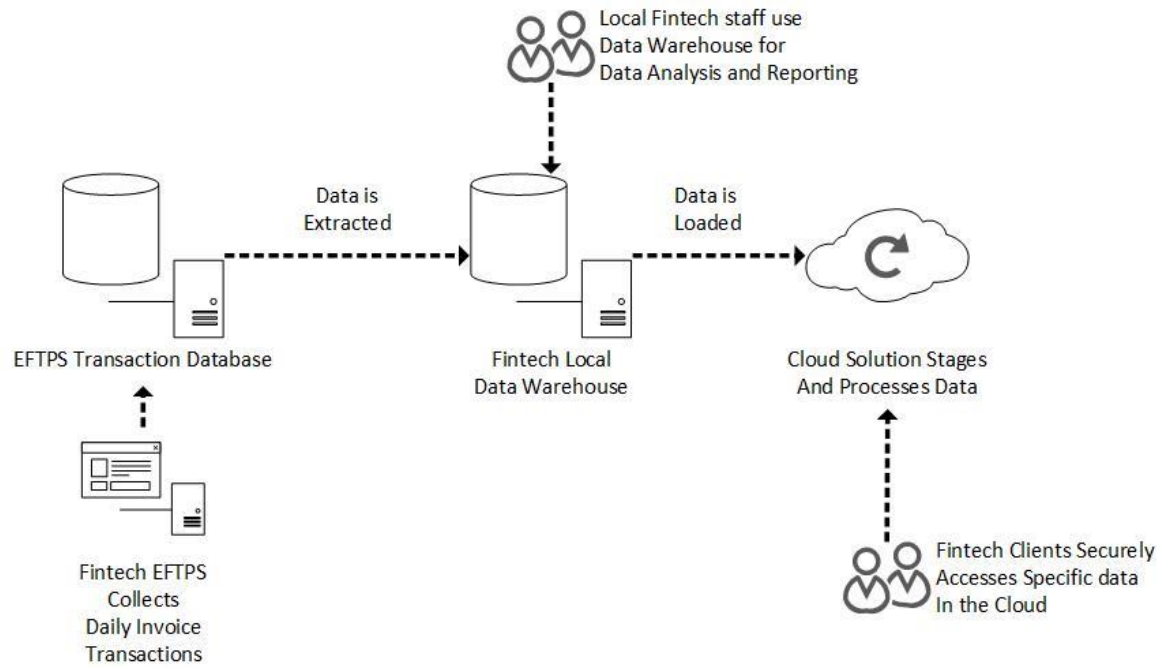 Local Fintech staff use
Data Warehouse for
Data Analysis and Reporting
Data is
Extracted
Data is
Loaded
EFTPS Transaction Database
Fintech Local
Data Warehouse
Cloud Solution Stages
And Processes Data
Fintech EFTPS
Collects
Daily Invoice
Transactions
Fintech Clients Securely
Accesses Specific data
In the Cloud